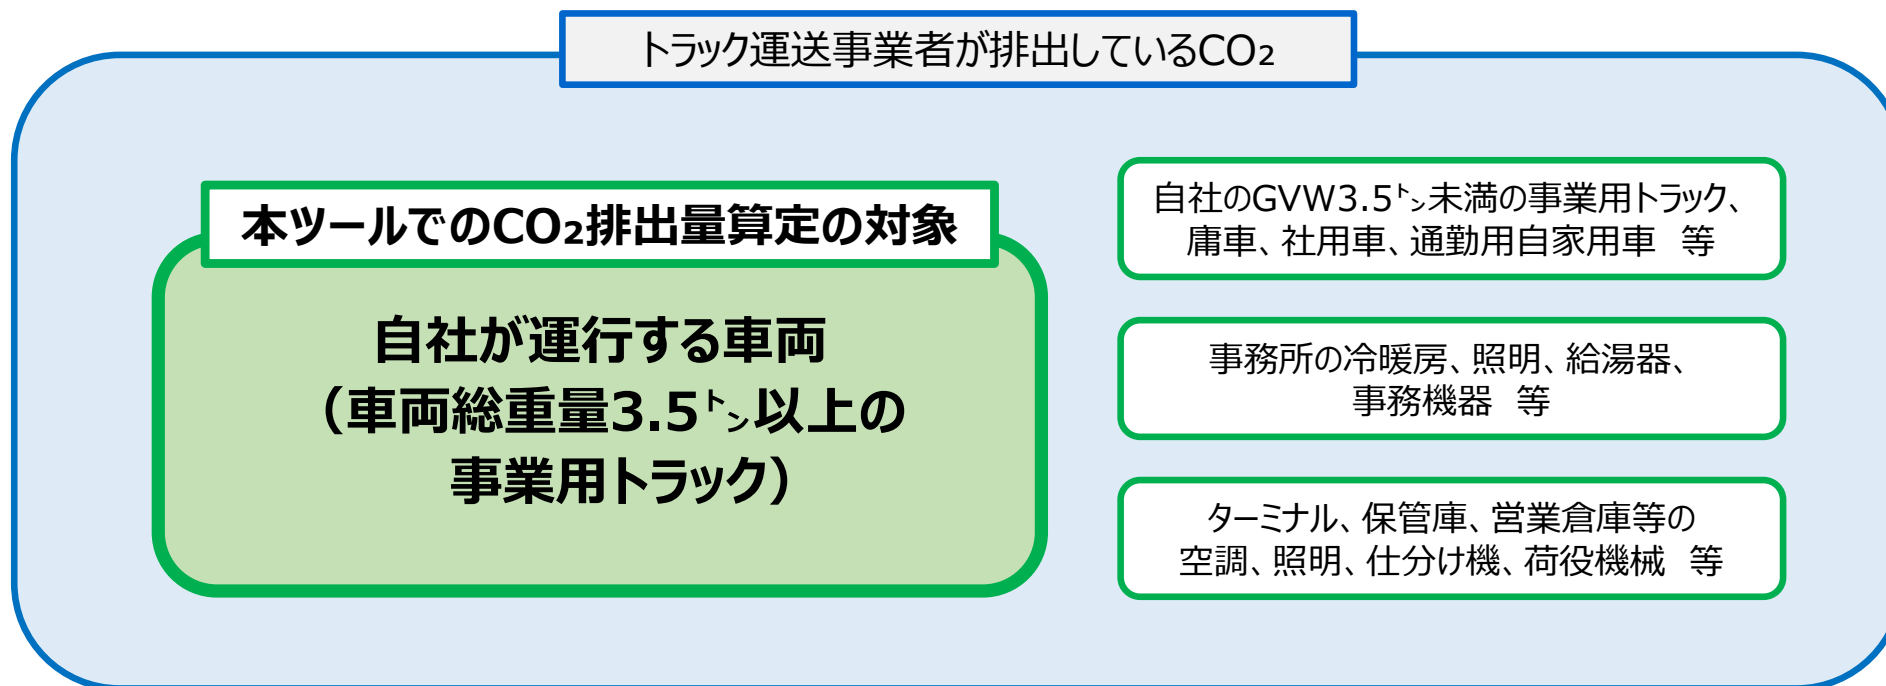 トラック運送事業者が排出しているCO₂
本ツールでのCO₂排出量算定の対象
自社が運行する車両
（車両総重量3.5㌧以上の
事業用トラック）
自社のGVW3.5㌧未満の事業用トラック、
庸車、社用車、通勤用自家用車　等
事務所の冷暖房、照明、給湯器、
事務機器　等
ターミナル、保管庫、営業倉庫等の
空調、照明、仕分け機、荷役機械　等